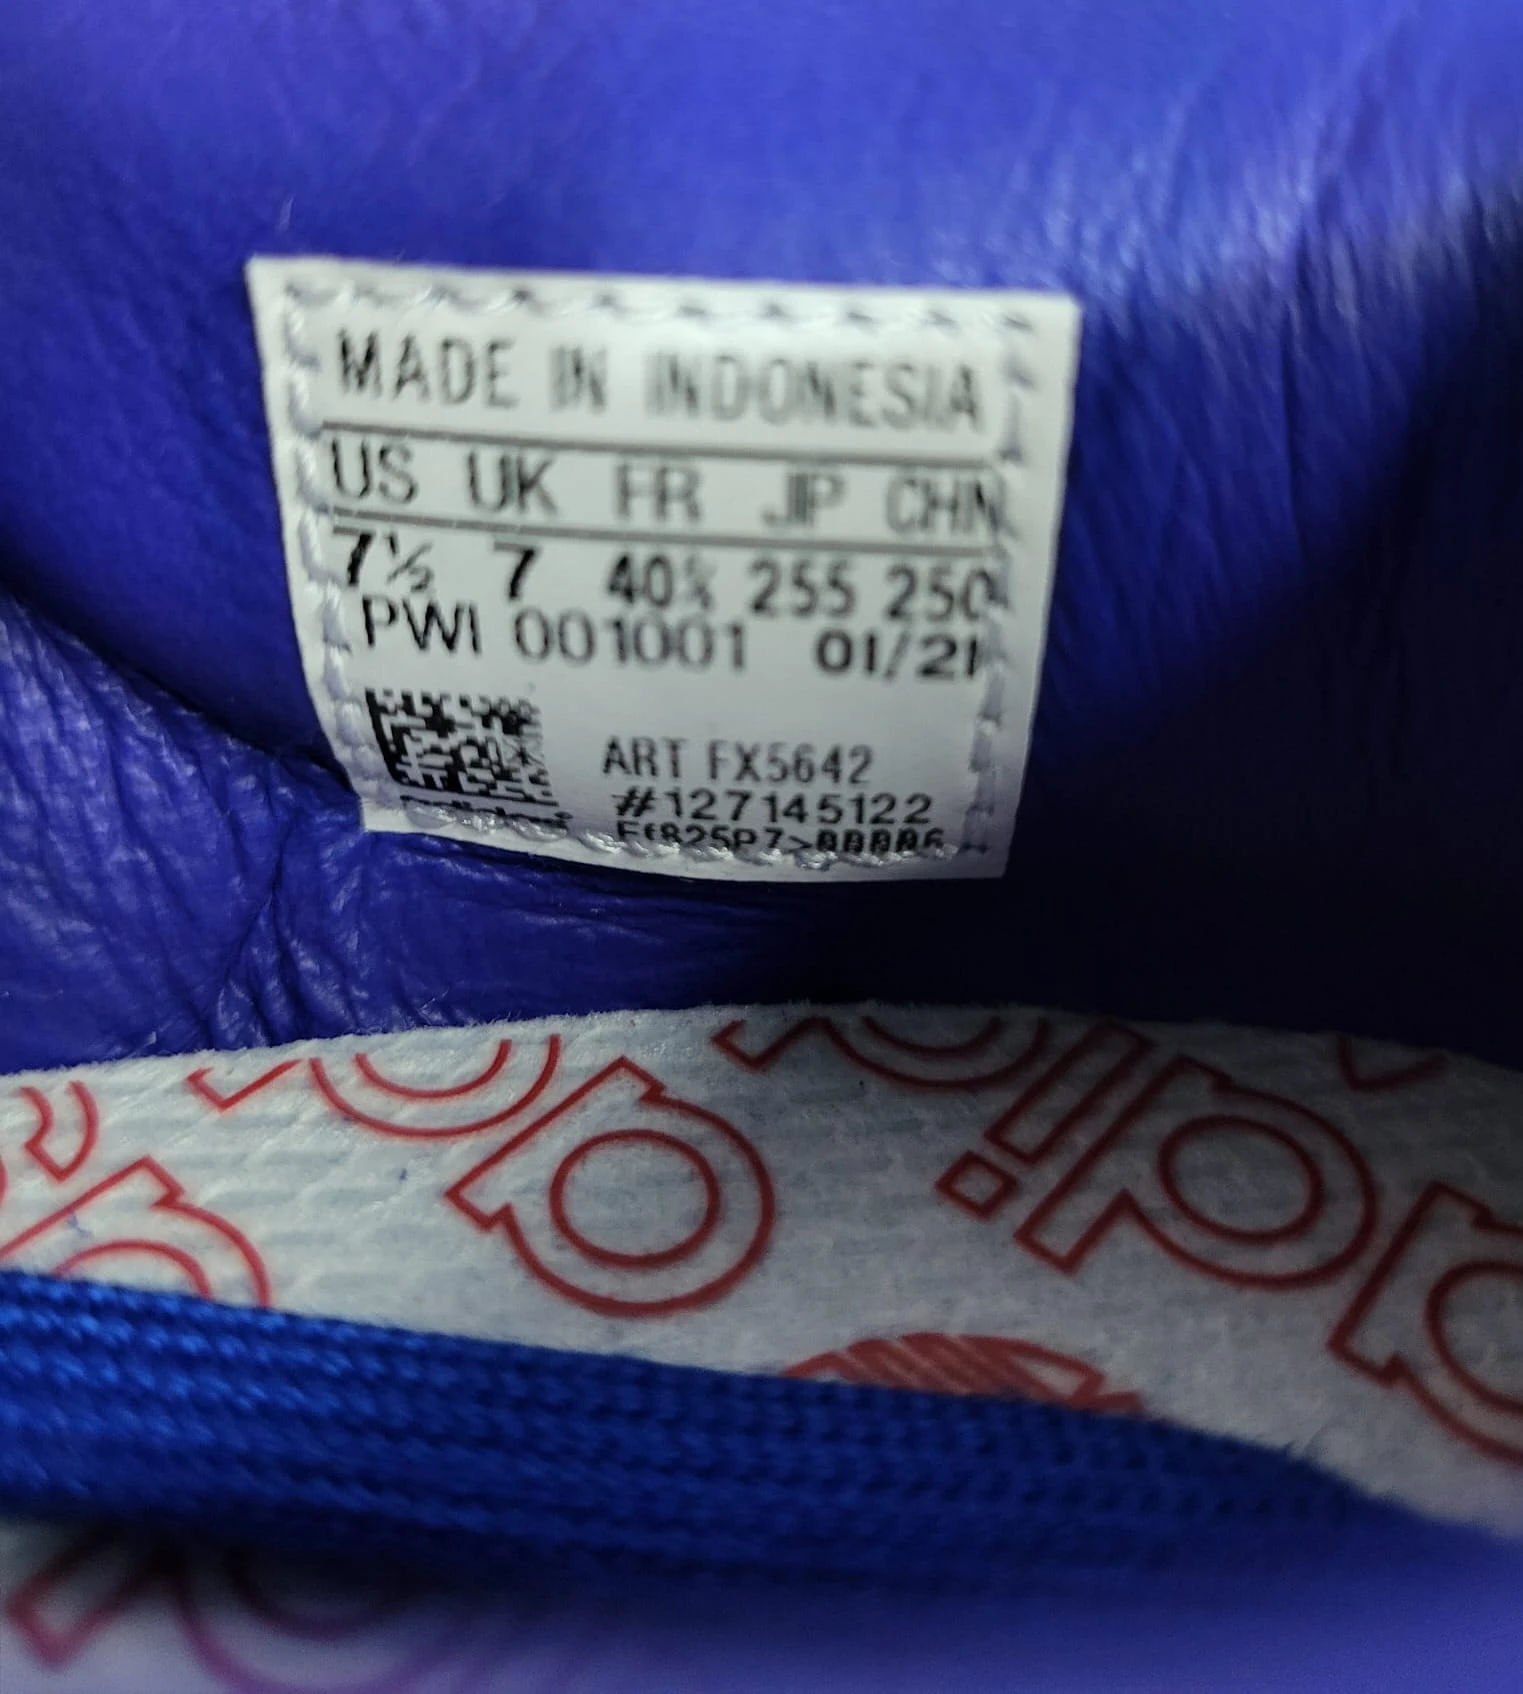 MADE IN INDONESIA
US UK FR JP CHN
7½ 7 40⅔ 255 250
PWI 001001 01/21
ART FX5642
#127145122
adidas